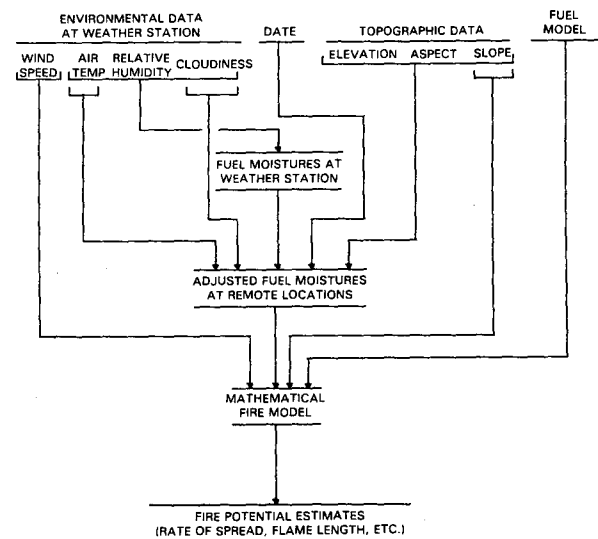 ENVIRONMENTAL DATA
AT WEATHER STATION
DATE
TOPOGRAPHIC DATA
FUEL
MODEL
WIND
SPEED
AIR
TEMP
RELATIVE
HUMIDITY
CLOUDINESS
ELEVATION
ASPECT
SLOPE
FUEL MOISTURES AT
WEATHER STATION
ADJUSTED FUEL MOISTURES
AT REMOTE LOCATIONS
MATHEMATICAL
FIRE MODEL
FIRE POTENTIAL ESTIMATES
(RATE OF SPREAD, FLAME LENGTH, ETC.)